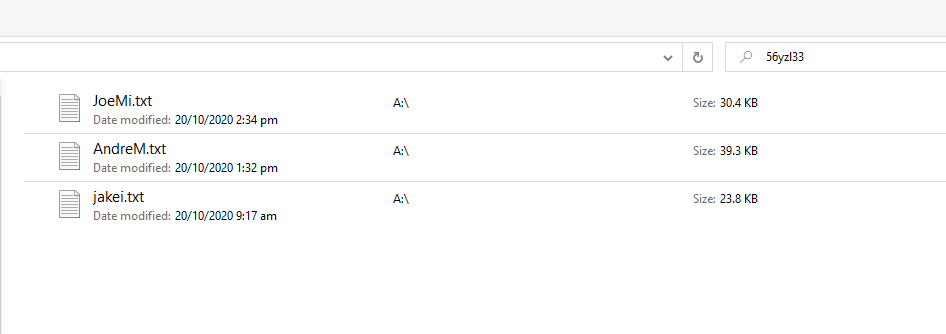 56yzl33
JoeMi.txt A:\ Size: 30.4 KB
Date modified: 20/10/2020 2:34 pm
AndreM.txt A:\ Size: 39.3 KB
Date modified: 20/10/2020 1:32 pm
jakei.txt A:\ Size: 23.8 KB
Date modified: 20/10/2020 9:17 am